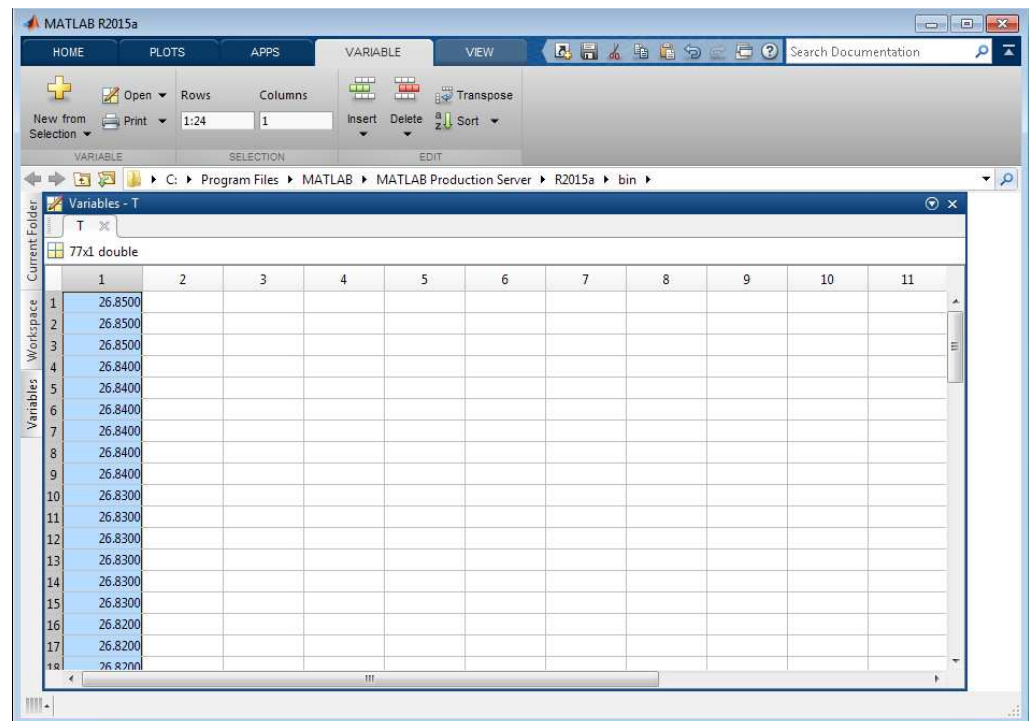 MATLAB R2015a
HOME PLOTS APPS VARIABLE VIEW Search Documentation
New from Selection Open Print Rows Columns 1:24 1 Insert Delete Transpose Sort
VARIABLE SELECTION EDIT
C: Program Files MATLAB MATLAB Production Server R2015a bin
Current Folder
Workspace
Variables
Variables - T
T
77x1 double
1 2 3 4 5 6 7 8 9 10 11
1 26.8500
2 26.8500
3 26.8500
4 26.8400
5 26.8400
6 26.8400
7 26.8400
8 26.8400
9 26.8400
10 26.8300
11 26.8300
12 26.8300
13 26.8300
14 26.8300
15 26.8300
16 26.8200
17 26.8200
18 26.8200